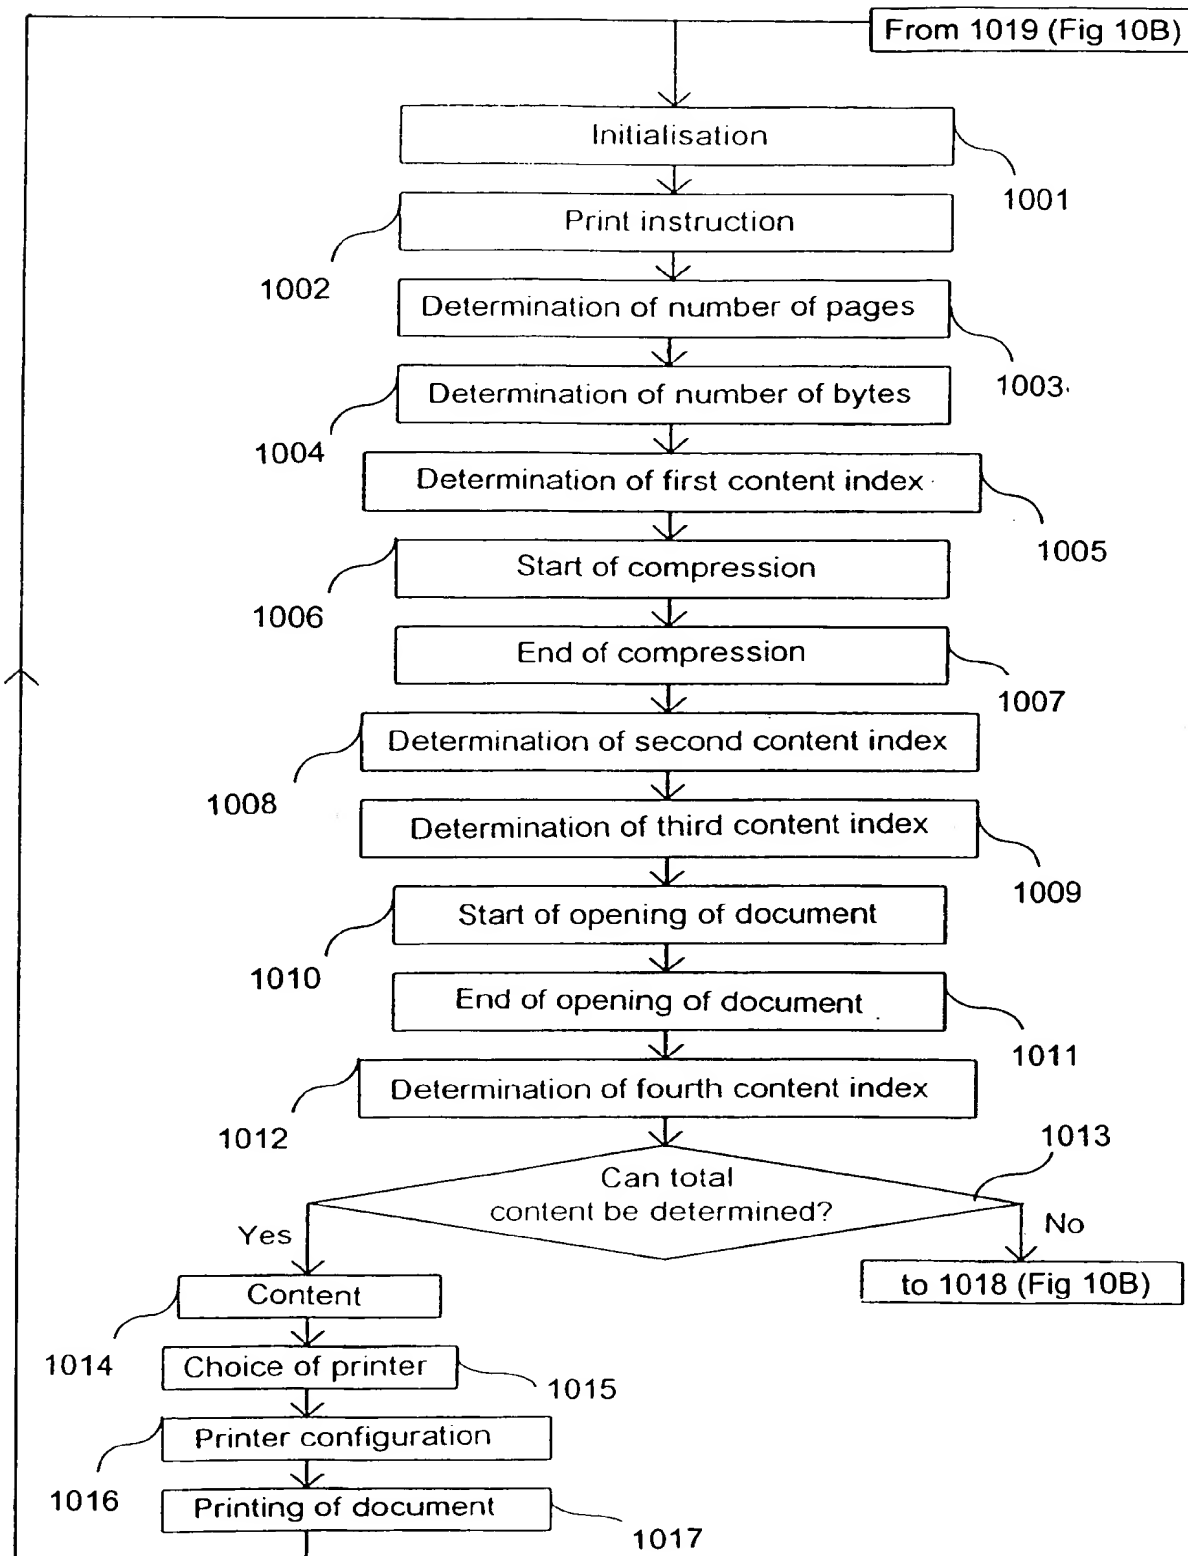 From 1019 (Fig 10B)
Initialisation
1001
Print instruction
1002
Determination of number of pages
1003
Determination of number of bytes
1004
Determination of first content index
1005
Start of compression
1006
End of compression
1007
Determination of second content index
1008
Determination of third content index
1009
Start of opening of document
1010
End of opening of document
1011
Determination of fourth content index
1012
1013
Can total
content be determined?
Yes
No
to 1018 (Fig 10B)
Content
1014
Choice of printer
1015
Printer configuration
1016
Printing of document
1017